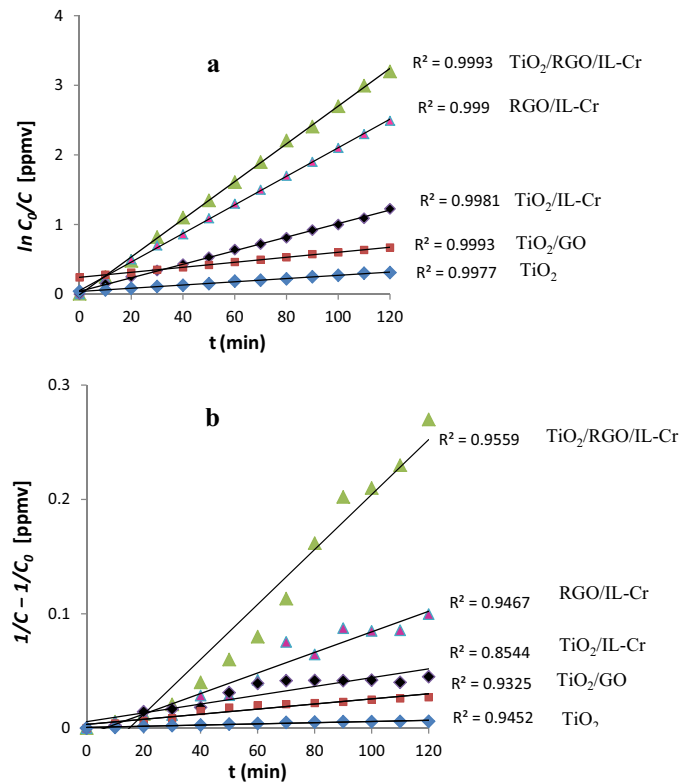 a
ln C₀/C [ppmv]
4
3
2
1
0
R² = 0.9993 TiO₂/RGO/IL-Cr
R² = 0.999 RGO/IL-Cr
R² = 0.9981 TiO₂/IL-Cr
R² = 0.9993 TiO₂/GO
R² = 0.9977 TiO₂
0 20 40 60 80 100 120
t (min)
b
1/C – 1/C₀ [ppmv]
0.3
0.2
0.1
0
R² = 0.9559 TiO₂/RGO/IL-Cr
R² = 0.9467 RGO/IL-Cr
R² = 0.8544 TiO₂/IL-Cr
R² = 0.9325 TiO₂/GO
R² = 0.9452 TiO₂
0 20 40 60 80 100 120
t (min)